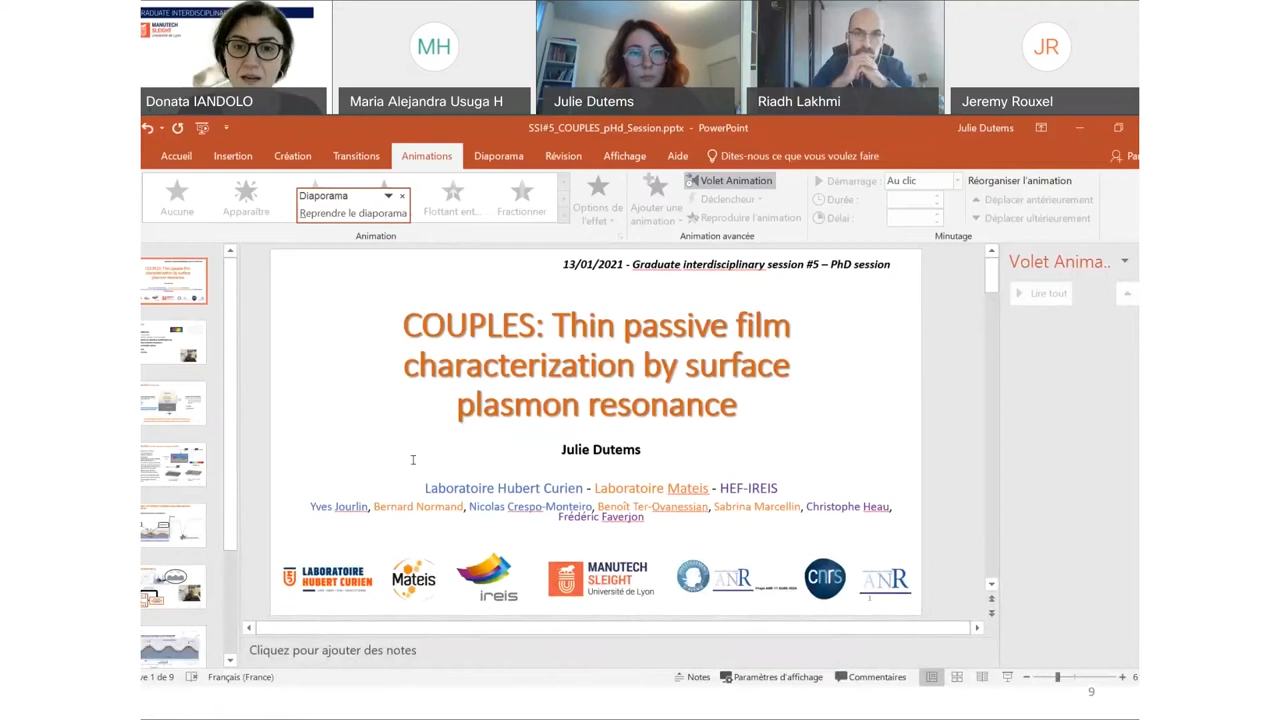 GRADUATE INTERDISCIPLINAR
MANUTECH
SLEIGHT
Université de Lyon
MH
JR
Donata IANDOLO
Maria Alejandra Usuga H
Julie Dutems
Riadh Lakhmi
Jeremy Rouxel
SSI#5_COUPLES_pHd_Session.pptx - PowerPoint
Julie Dutems
Accueil
Insertion
Création
Transitions
Animations
Diaporama
Révision
Affichage
Aide
Dites-nous ce que vous voulez faire
Par
Diaporama
Reprendre le diaporama
Aucune
Apparaître
Flottant ent...
Fractionner
Options de
l'effet
Ajouter une
animation
Volet Animation
Déclencheur
Reproduire l'animation
Démarrage :
Au clic
Durée :
Délai :
Réorganiser l'animation
Déplacer antérieurement
Déplacer ultérieurement
Animation
Animation avancée
Minutage
13/01/2021 - Graduate interdisciplinary session #5 – PhD session
COUPLES: Thin passive film
characterization by surface
plasmon resonance
Julie Dutems
Laboratoire Hubert Curien - Laboratoire Mateis - HEF-IREIS
Yves Jourlin, Bernard Normand, Nicolas Crespo-Monteiro, Benoît Ter-Ovanessian, Sabrina Marcellin, Christophe Heau,
Frédéric Faverjon
LABORATOIRE
HUBERT CURIEN
Mateis
ireis
MANUTECH
SLEIGHT
Université de Lyon
ANR
cnrs
ANR
Volet Anima..
Lire tout
Cliquez pour ajouter des notes
ve 1 de 9
Français (France)
Notes
Paramètres d'affichage
Commentaires
6
9